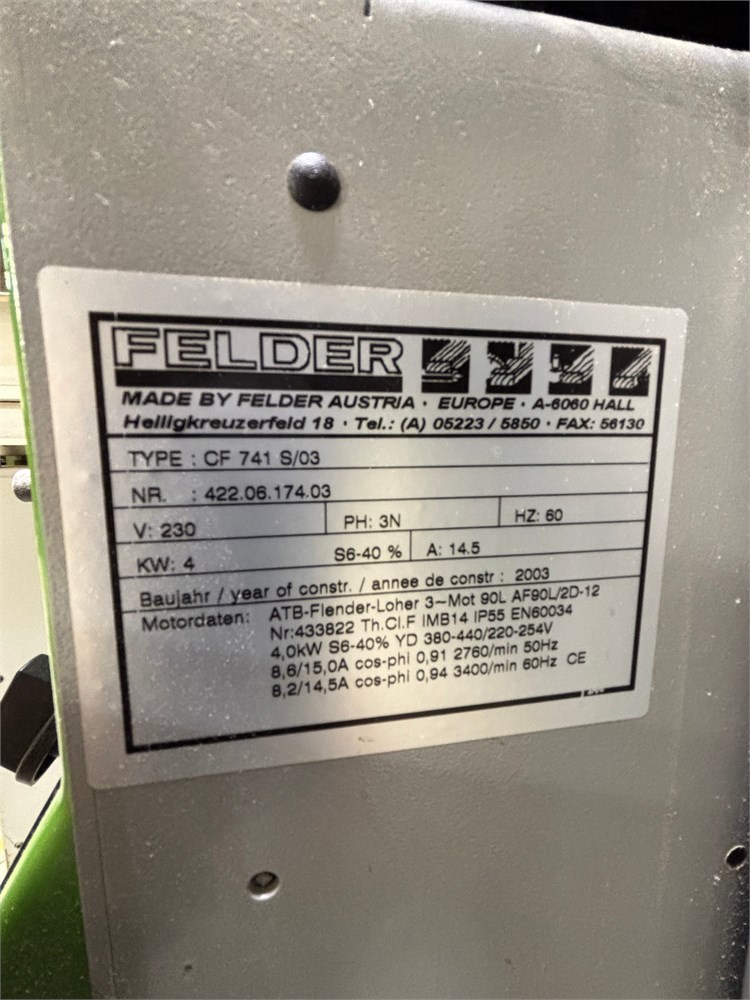 FELDER
MADE BY FELDER AUSTRIA · EUROPE · A-6060 HALL
Heiligkreuzerfeld 18 · Tel.: (A) 05223 / 5850 · FAX: 56130
TYPE : CF 741 S/03
NR. : 422.06.174.03
V: 230 PH: 3N HZ: 60
KW: 4 S6-40 % A: 14.5
Baujahr / year of constr. / annee de constr : 2003
Motordaten: ATB-Flender-Loher 3~Mot 90L AF90L/2D-12
Nr:433822 Th.Cl.F IMB14 IP55 EN60034
4,0kW S6-40% YD 380-440/220-254V
8,6/15,0A cos-phi 0,91 2760/min 50Hz
8,2/14,5A cos-phi 0,94 3400/min 60Hz CE